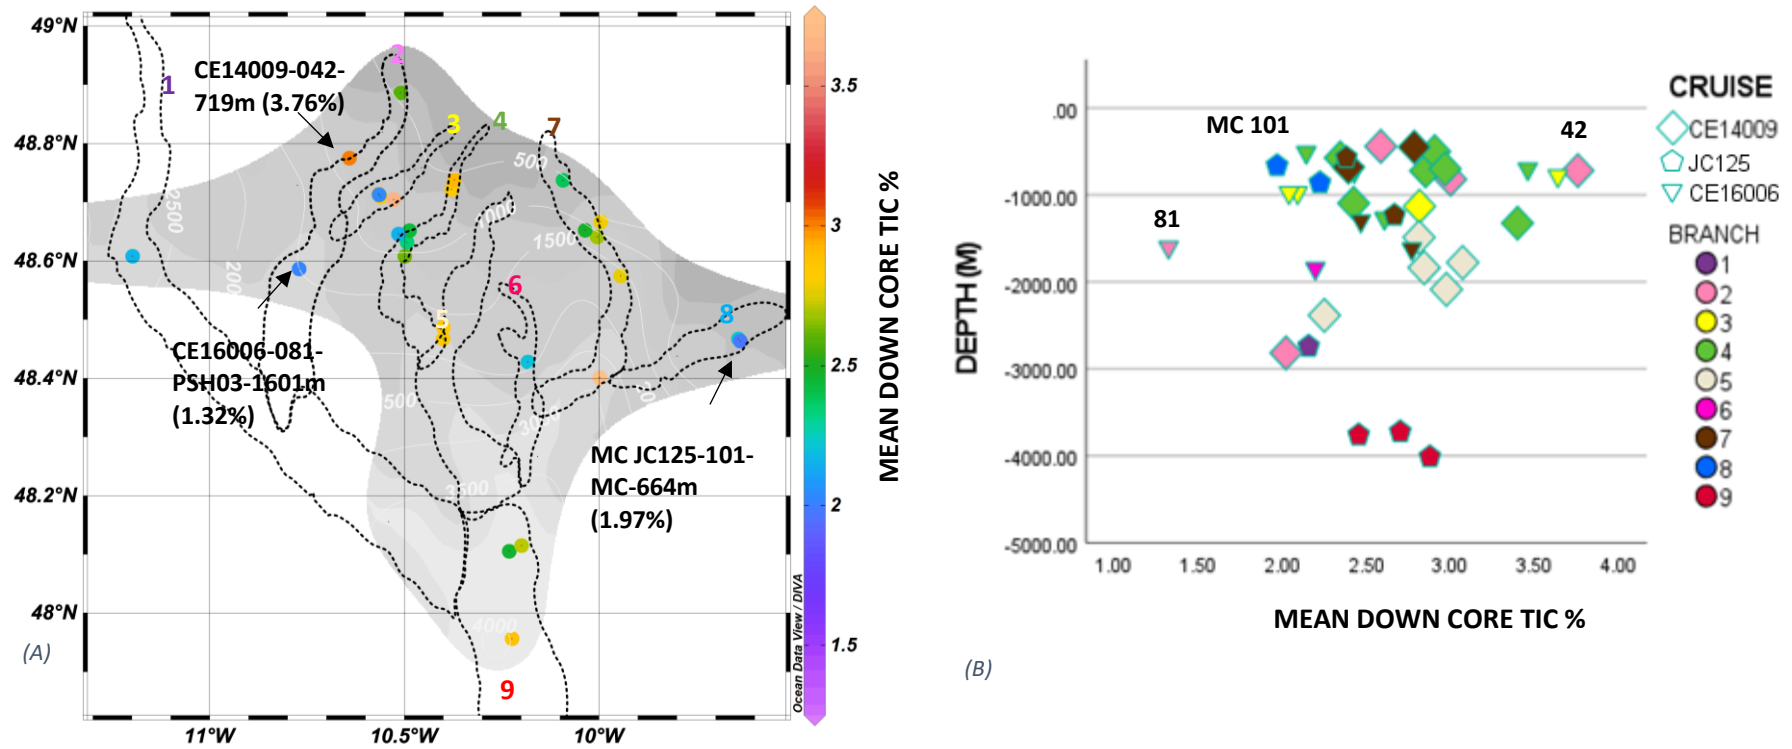 49°N
48.8°N
48.6°N
48.4°N
48.2°N
48°N
11°W
10.5°W
10°W
1
2
3
4
7
6
5
8
9
CE14009-042-
719m (3.76%)
CE16006-081-
PSH03-1601m
(1.32%)
MC JC125-101-
MC-664m
(1.97%)
2500
2000
500
1000
1500
500
3500
4000
(A)
Ocean Data View / DIVA
3.5
3
2.5
2
1.5
MEAN DOWN CORE TIC %
.00
-1000.00
-2000.00
-3000.00
-4000.00
-5000.00
DEPTH (M)
MC 101
42
81
1.00
1.50
2.00
2.50
3.00
3.50
4.00
MEAN DOWN CORE TIC %
(B)
CRUISE
CE14009
JC125
CE16006
BRANCH
1
2
3
4
5
6
7
8
9